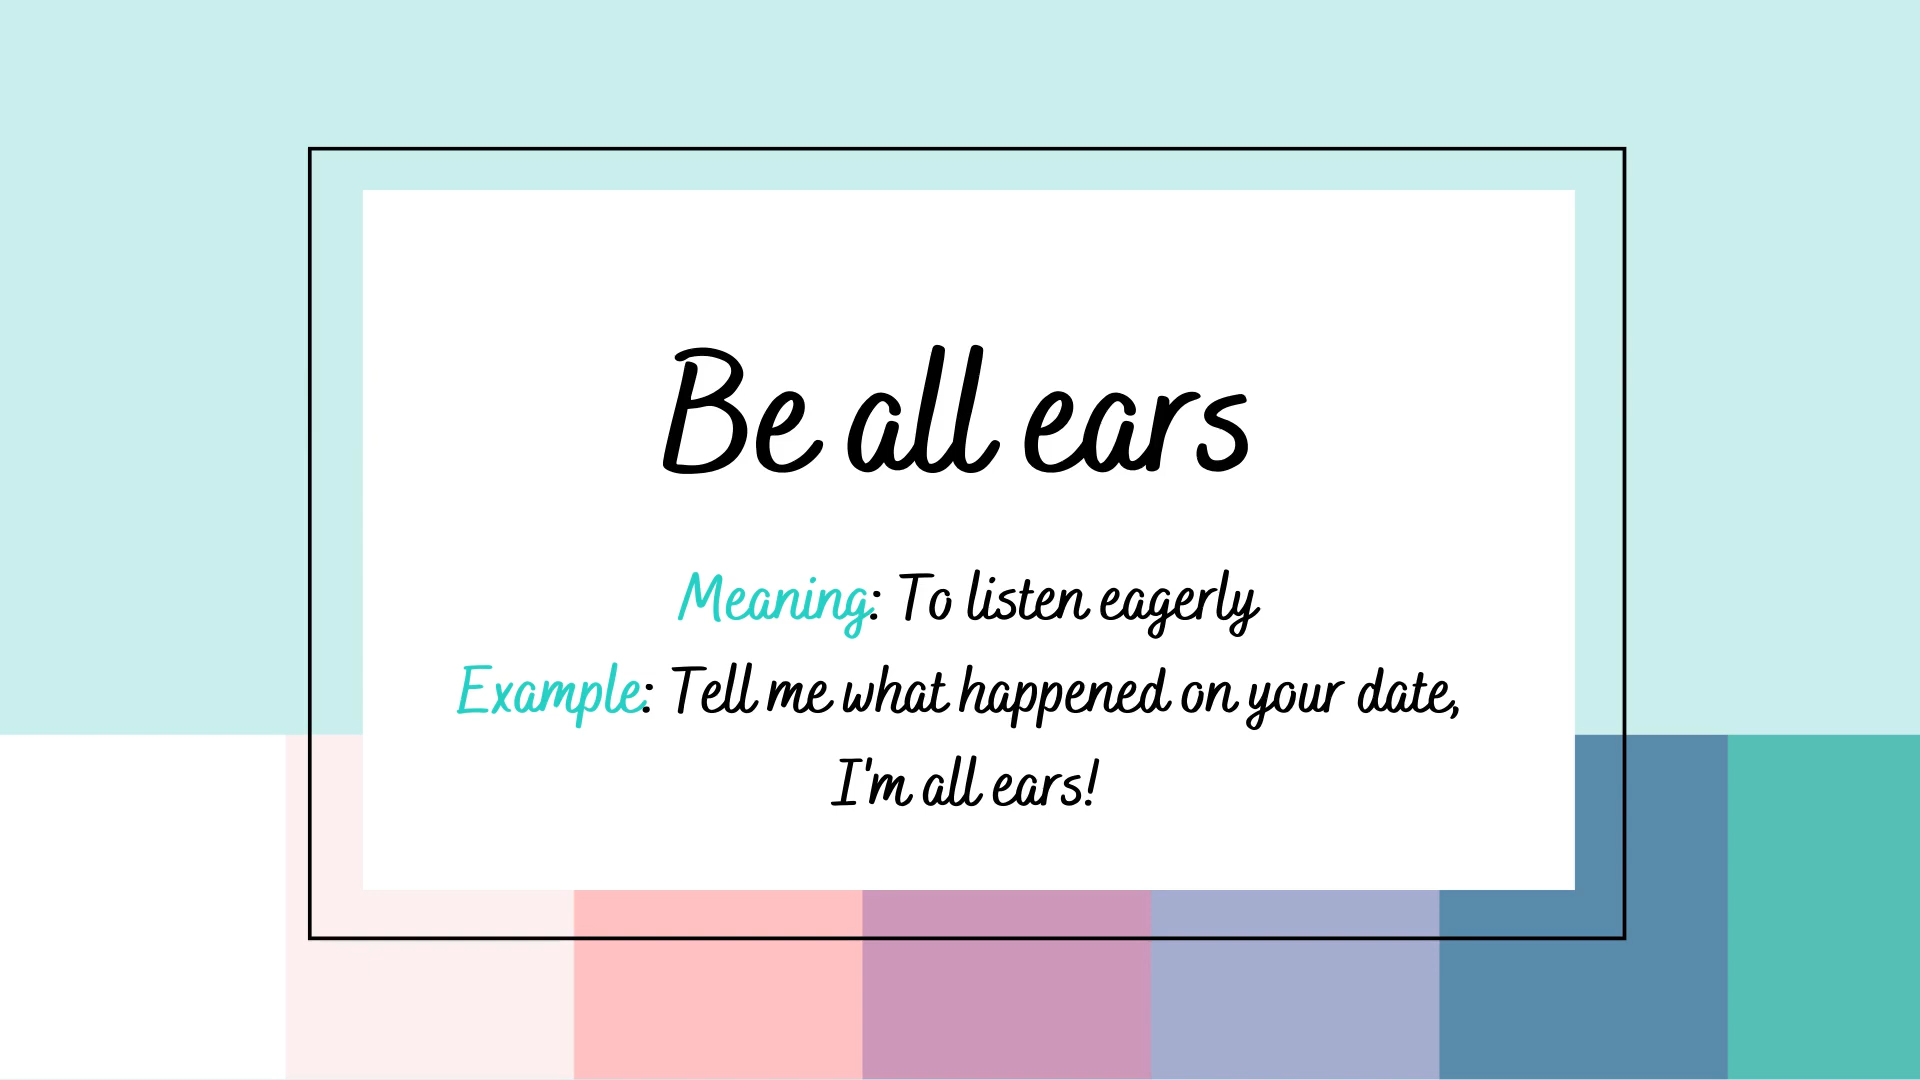 Be all ears
Meaning: To listen eagerly
Example: Tell me what happened on your date,
I'm all ears!